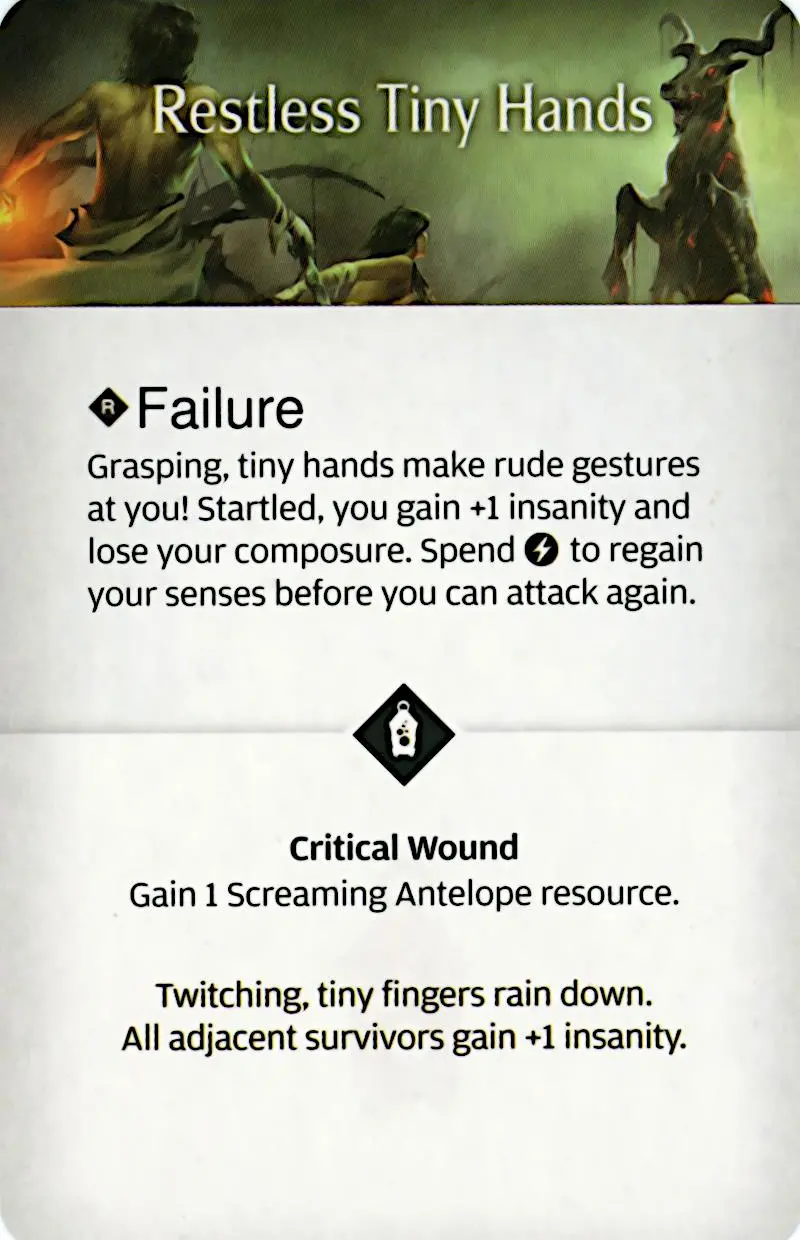 Restless Tiny Hands
R Failure
Grasping, tiny hands make rude gestures
at you! Startled, you gain +1 insanity and
lose your composure. Spend to regain
your senses before you can attack again.
Critical Wound
Gain 1 Screaming Antelope resource.
Twitching, tiny fingers rain down.
All adjacent survivors gain +1 insanity.